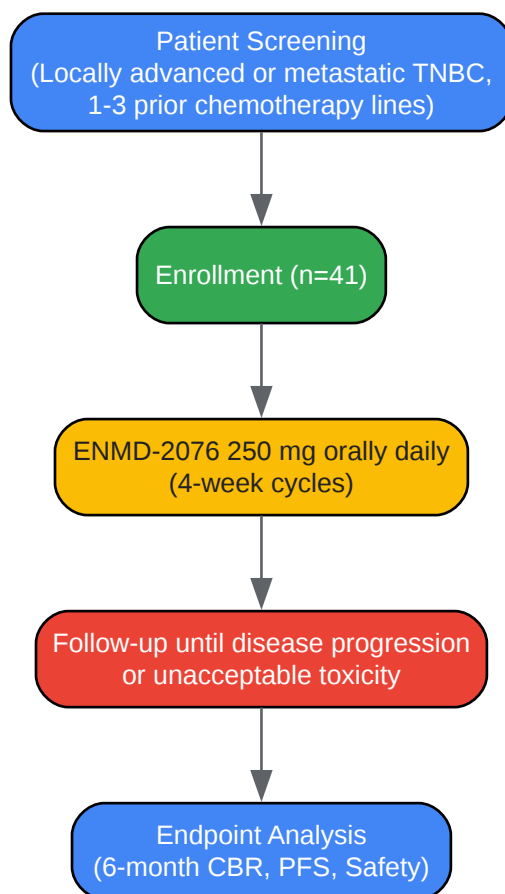 Patient Screening
(Locally advanced or metastatic TNBC,
1-3 prior chemotherapy lines)
Enrollment (n=41)
ENMD-2076 250 mg orally daily
(4-week cycles)
Follow-up until disease progression
or unacceptable toxicity
Endpoint Analysis
(6-month CBR, PFS, Safety)